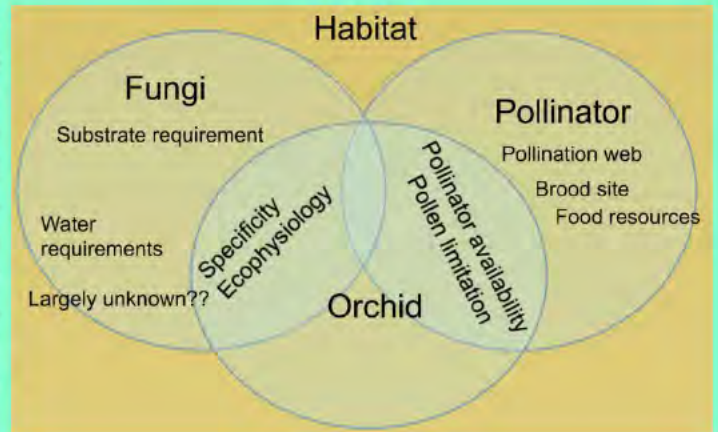 Habitat
Fungi
Substrate requirement
Water
requirements
Largely unknown??
Specificity
Ecophysiology
Orchid
Pollinator availability
Pollen limitation
Pollinator
Pollination web
Brood site
Food resources